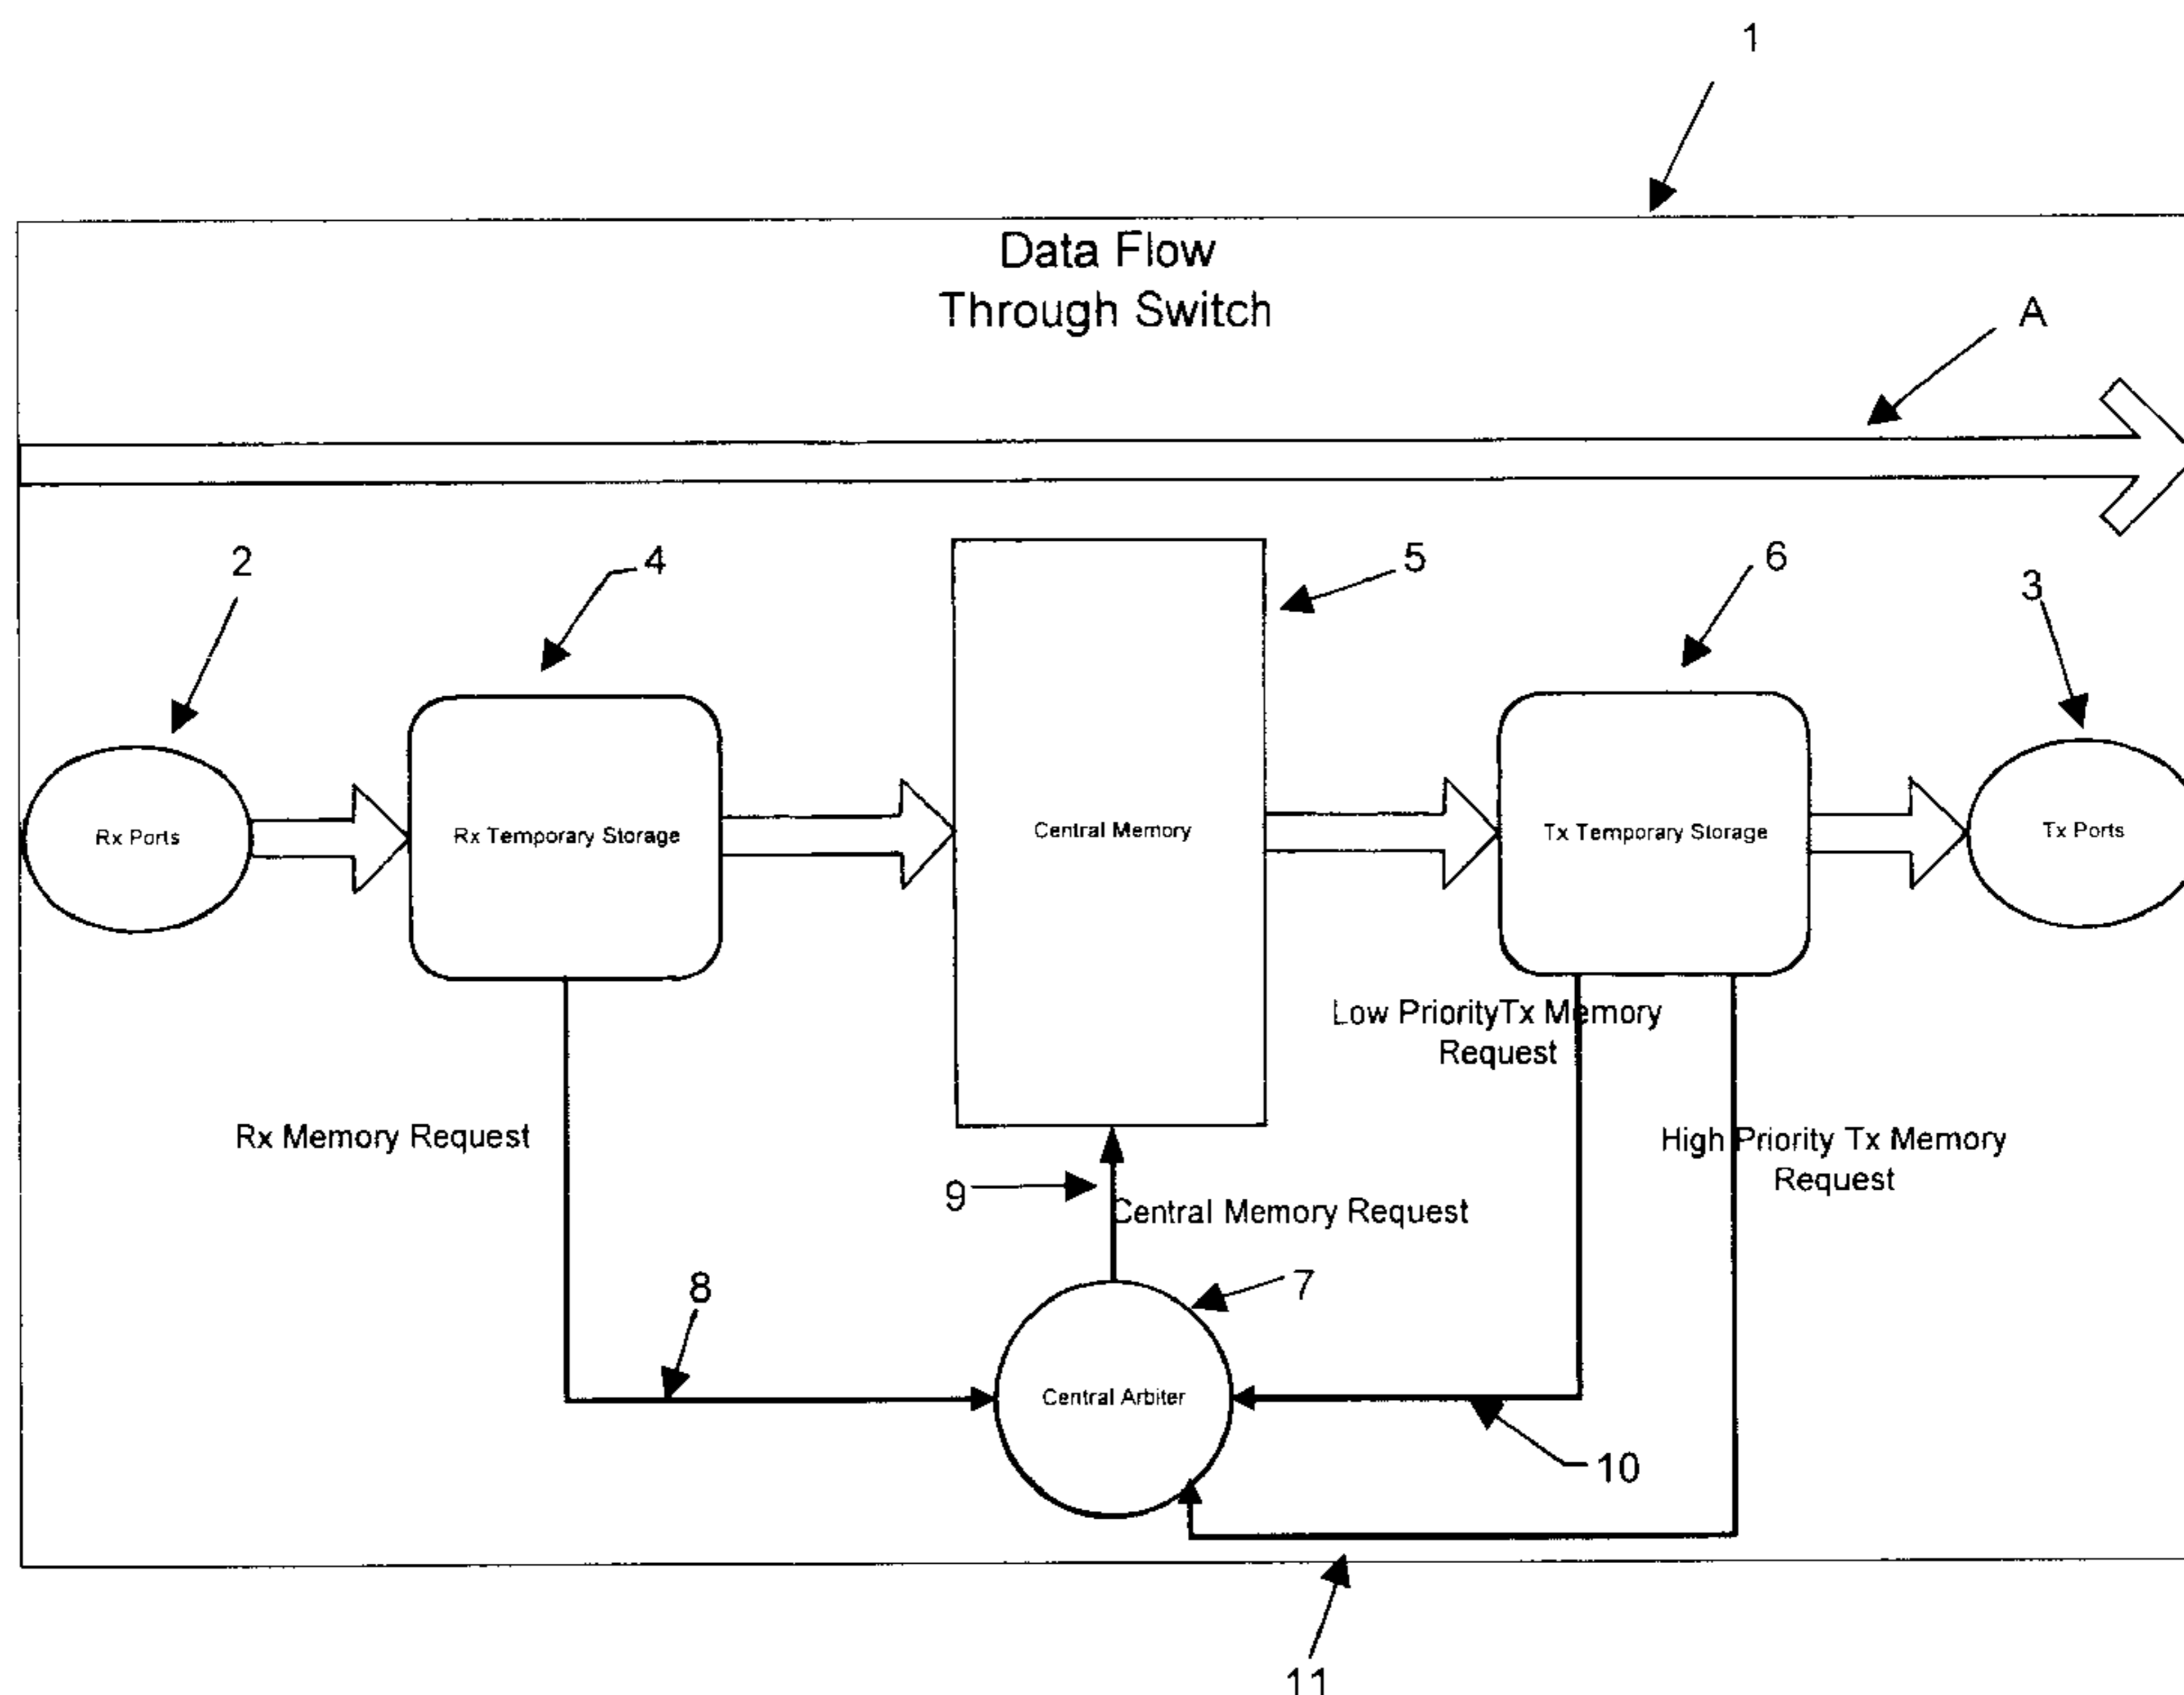 1
Data Flow
Through Switch
A
2
4
5
6
3
Rx Ports
Rx Temporary Storage
Central Memory
Tx Temporary Storage
Tx Ports
Low PriorityTx Memory
Request
Rx Memory Request
High Priority Tx Memory
Request
9
Central Memory Request
8
7
Central Arbiter
10
11